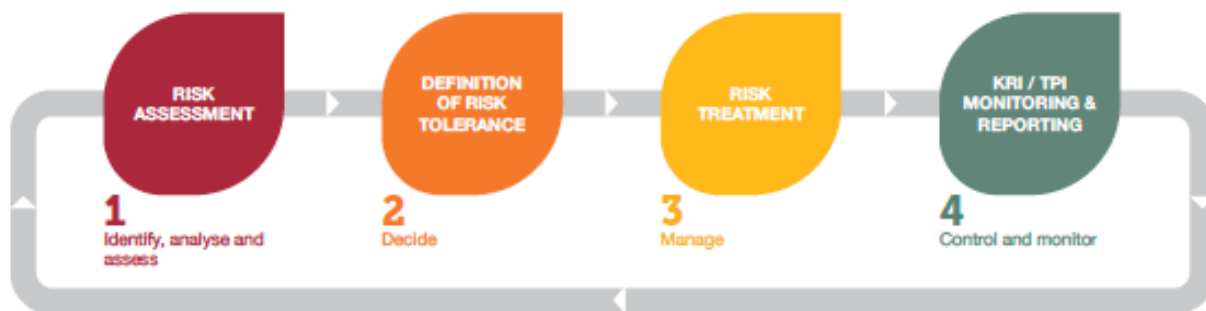 RISK
ASSESSMENT
1
Identify, analyse and
assess
DEFINITION
OF RISK
TOLERANCE
2
Decide
RISK
TREATMENT
3
Manage
KRI / TPI
MONITORING &
REPORTING
4
Control and monitor